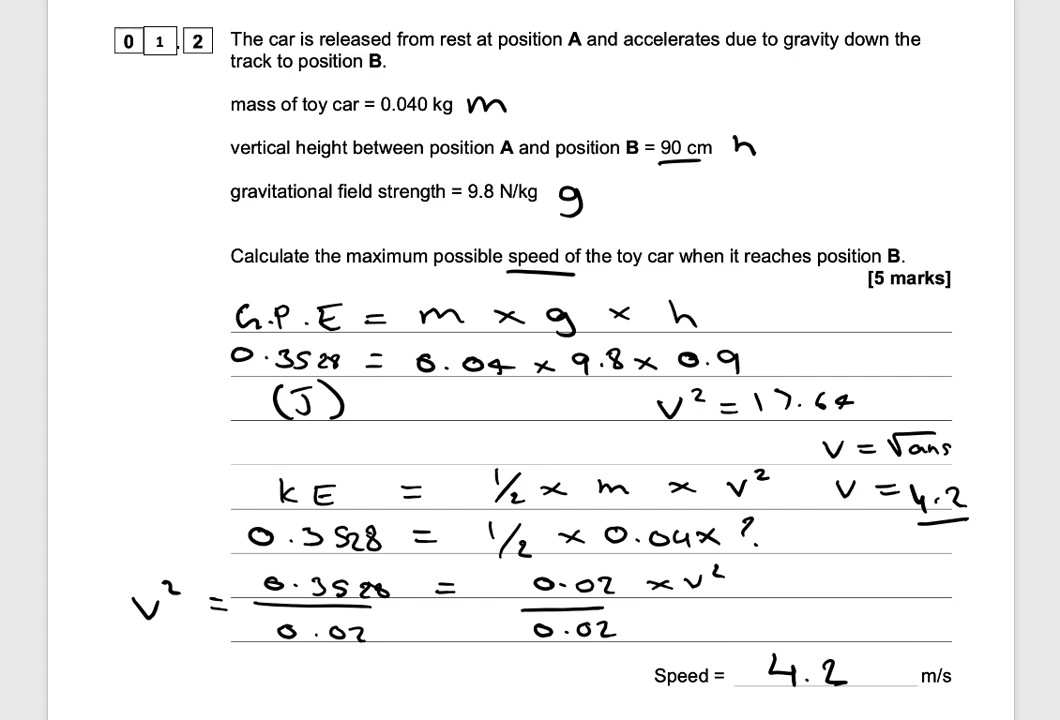 0 1 . 2 The car is released from rest at position A and accelerates due to gravity down the
track to position B.
mass of toy car = 0.040 kg m
vertical height between position A and position B = 90 cm h
gravitational field strength = 9.8 N/kg g
Calculate the maximum possible speed of the toy car when it reaches position B.
[5 marks]
G.P.E = m × g × h
0.3528 = 0.04 × 9.8 × 0.9
(J) v² = 17.64
v = √ans
KE = 1/2 × m × v² v = 4.2
0.3528 = 1/2 × 0.04 × ?
v² = 0.3528 = 0.02 × v²
0.02 0.02
Speed = 4.2 m/s